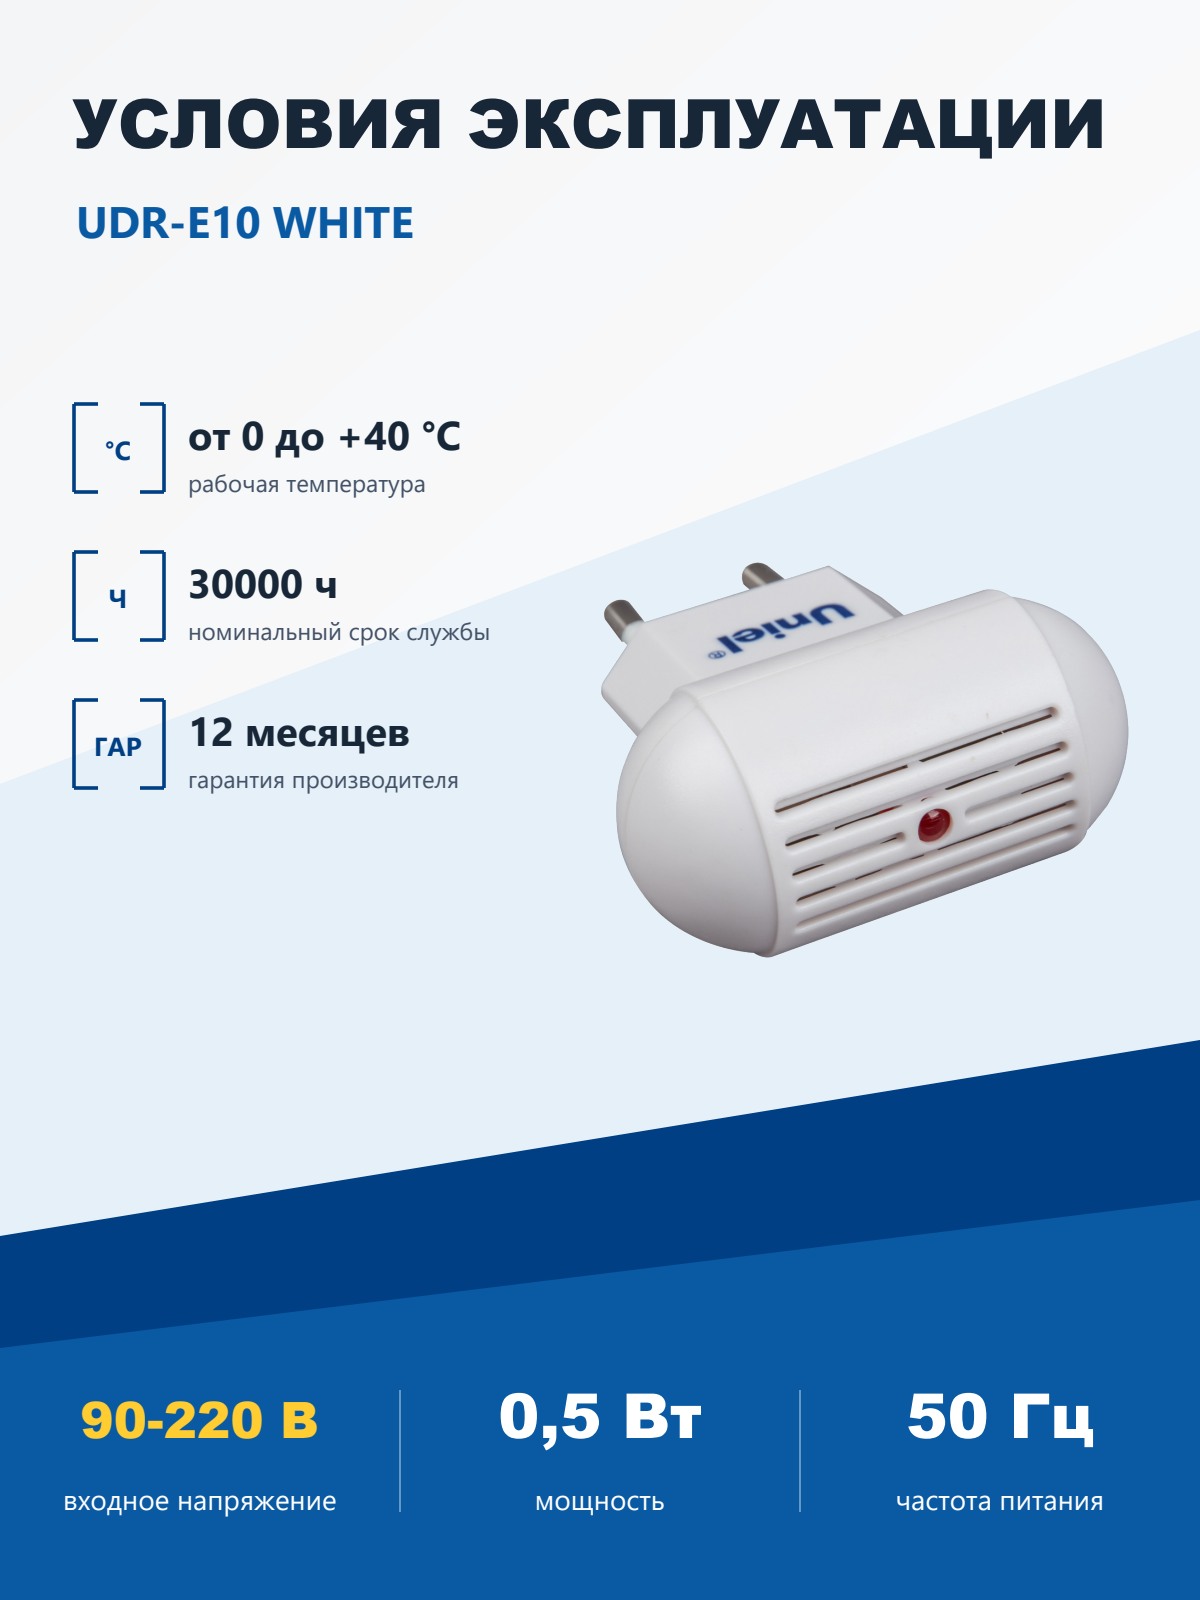 УСЛОВИЯ ЭКСПЛУАТАЦИИ
UDR-E10 WHITE
°C
от 0 до +40 °C
рабочая температура
ч
30000 ч
номинальный срок службы
ГАР
12 месяцев
гарантия производителя
Uniel®
90-220 В
входное напряжение
0,5 Вт
мощность
50 Гц
частота питания